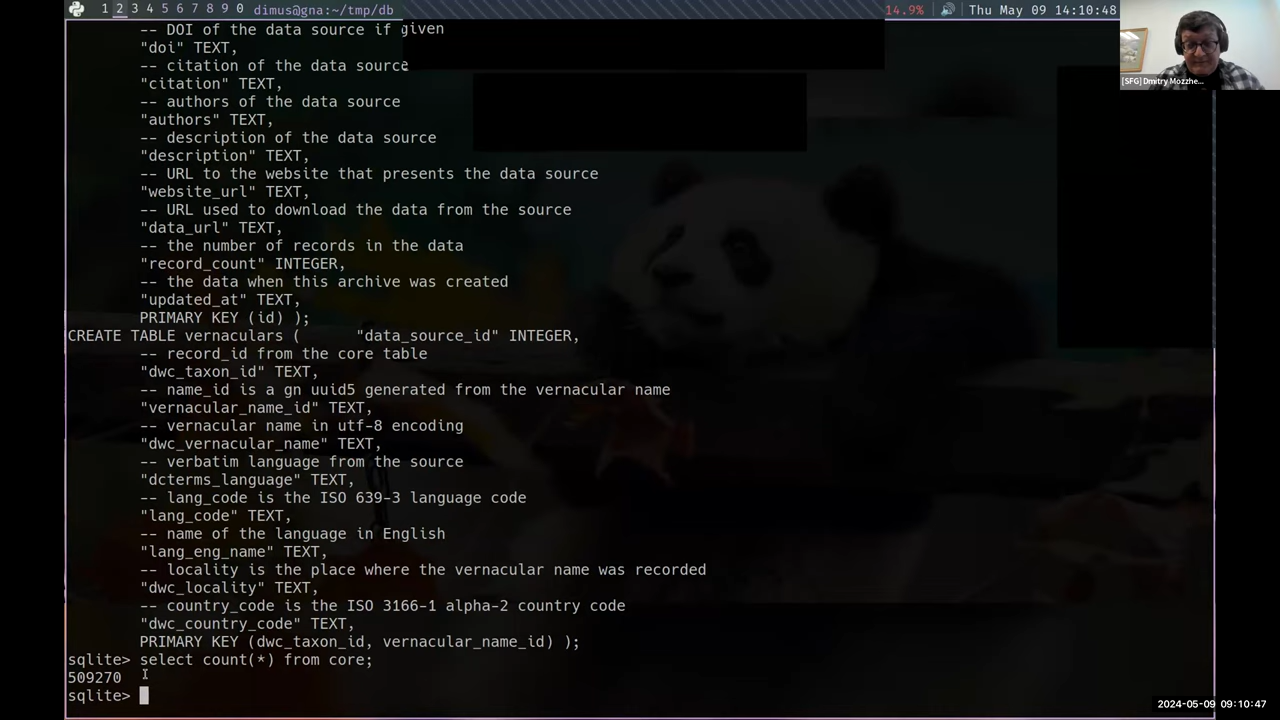 1 2 3 4 5 6 7 8 9 0 dimus@gna:~/tmp/db 14.9% Thu May 09 14:10:48
[SFG] Dmitry Mozzhe...
-- DOI of the data source if given
"doi" TEXT,
-- citation of the data source
"citation" TEXT,
-- authors of the data source
"authors" TEXT,
-- description of the data source
"description" TEXT,
-- URL to the website that presents the data source
"website_url" TEXT,
-- URL used to download the data from the source
"data_url" TEXT,
-- the number of records in the data
"record_count" INTEGER,
-- the data when this archive was created
"updated_at" TEXT,
PRIMARY KEY (id) );
CREATE TABLE vernaculars ( "data_source_id" INTEGER,
-- record_id from the core table
"dwc_taxon_id" TEXT,
-- name_id is a gn uuid5 generated from the vernacular name
"vernacular_name_id" TEXT,
-- vernacular name in utf-8 encoding
"dwc_vernacular_name" TEXT,
-- verbatim language from the source
"dcterms_language" TEXT,
-- lang_code is the ISO 639-3 language code
"lang_code" TEXT,
-- name of the language in English
"lang_eng_name" TEXT,
-- locality is the place where the vernacular name was recorded
"dwc_locality" TEXT,
-- country_code is the ISO 3166-1 alpha-2 country code
"dwc_country_code" TEXT,
PRIMARY KEY (dwc_taxon_id, vernacular_name_id) );
sqlite> select count(*) from core;
509270
sqlite>
2024-05-09 09:10:47